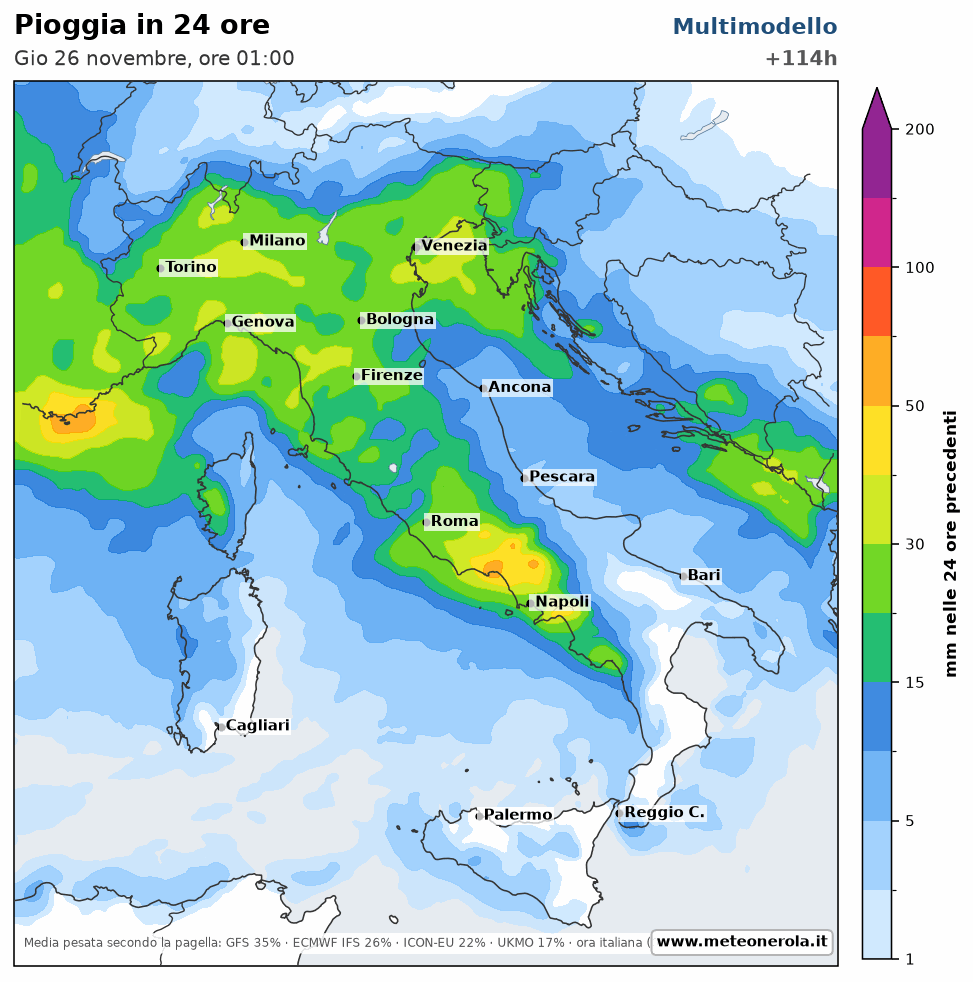 Pioggia in 24 ore
Multimodello
Gio 26 novembre, ore 01:00
+114h
200
100
50
30
15
5
1
mm nelle 24 ore precedenti
Milano
Venezia
Torino
Genova
Bologna
Firenze
Ancona
Pescara
Roma
Bari
Napoli
Cagliari
Palermo
Reggio C.
Media pesata secondo la pagella: GFS 35% · ECMWF IFS 26% · ICON-EU 22% · UKMO 17% · ora italiana (
www.meteonerola.it